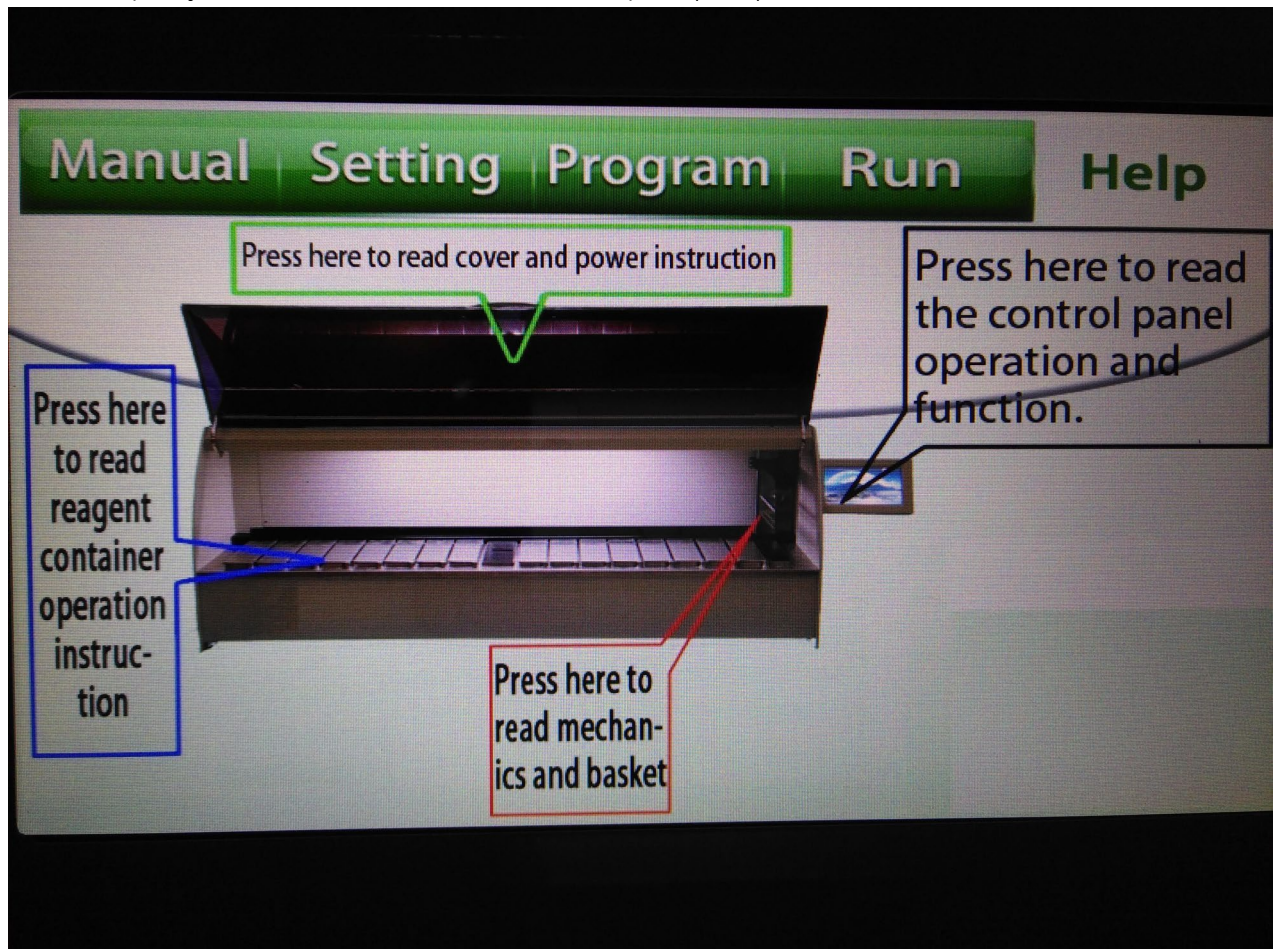 Manual Setting Program Run Help
Press here to read cover and power instruction
Press here to read
the control panel
operation and
function.
Press here
to read
reagent
container
operation
instruc-
tion
Press here to
read mechan-
ics and basket